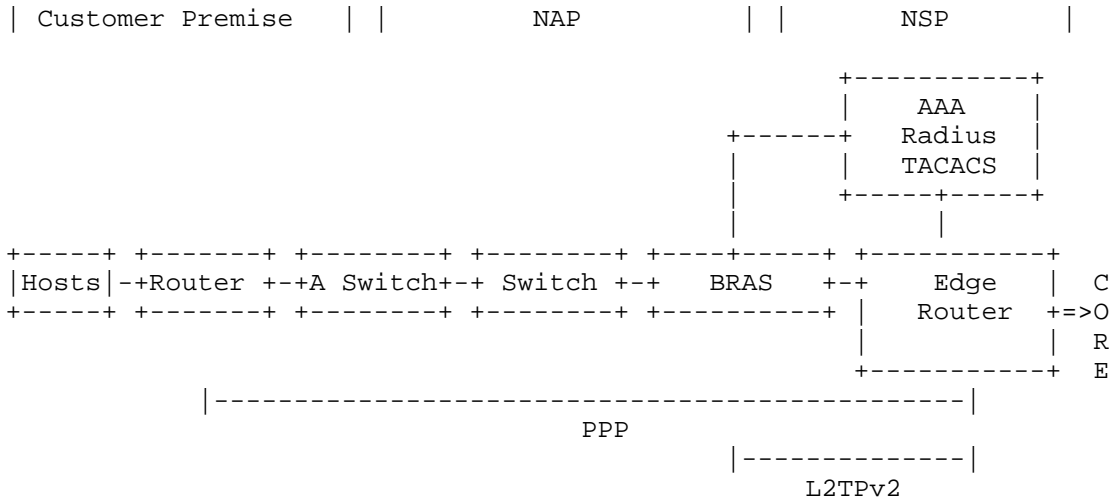 | Customer Premise | | NAP | | NSP |
+-----------+
| AAA |
+------+ Radius |
| | TACACS |
| +-----+-----+
| |
+-----+ +-------+ +--------+ +--------+ +----+-----+ +-----------+
|Hosts|-+Router +-+A Switch+-+ Switch +-+ BRAS +-+ Edge | C
+-----+ +-------+ +--------+ +--------+ +----------+ | Router +=>O
| | R
+-----------+ E
|-----------------------------------------------|
PPP
|--------------|
L2TPv2